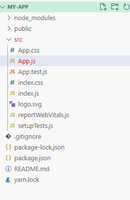 MY-APP
node_modules
public
src
App.css
App.js
App.test.js
index.css
index.js
logo.svg
reportWebVitals.js
setupTests.js
.gitignore
package-lock.json
package.json
README.md
yarn.lock